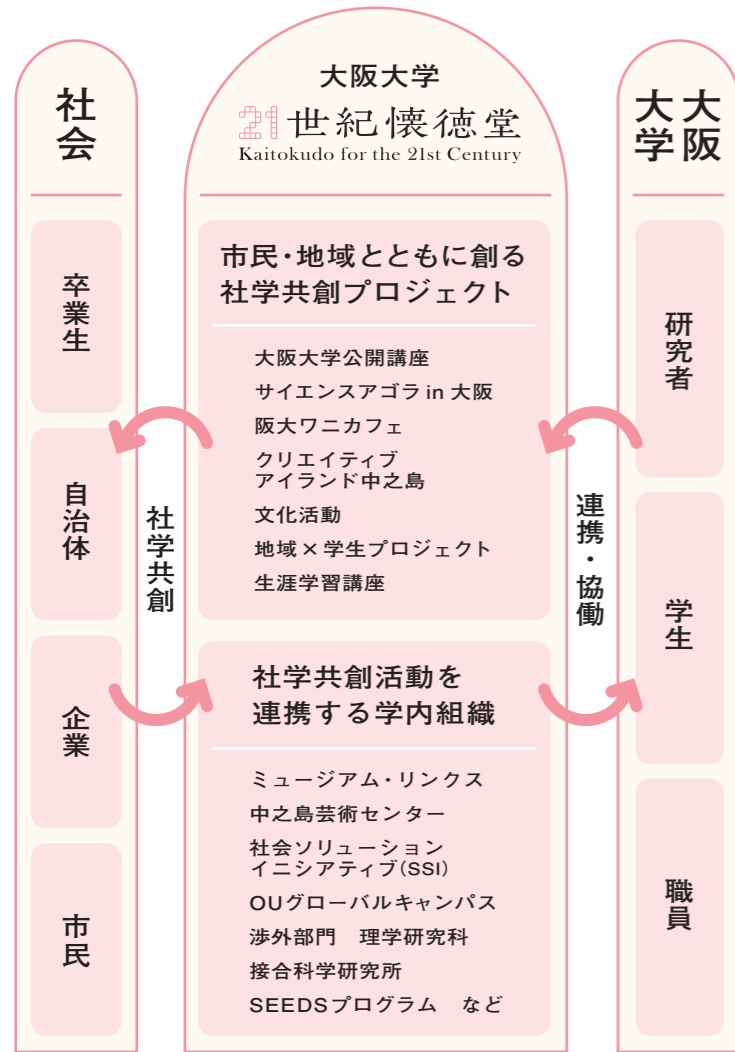 社会
卒業生
自治体
企業
市民
社学共創
大阪大学
21世紀懐徳堂
Kaitokudo for the 21st Century
市民・地域とともに創る
社学共創プロジェクト
大阪大学公開講座
サイエンスアゴラ in 大阪
阪大ワニカフェ
クリエイティブ
アイランド中之島
文化活動
地域×学生プロジェクト
生涯学習講座
社学共創活動を
連携する学内組織
ミュージアム・リンクス
中之島芸術センター
社会ソリューション
イニシアティブ(SSI)
OUグローバルキャンパス
渉外部門　理学研究科
接合科学研究所
SEEDSプログラム　など
連携・協働
大阪
大学
研究者
学生
職員